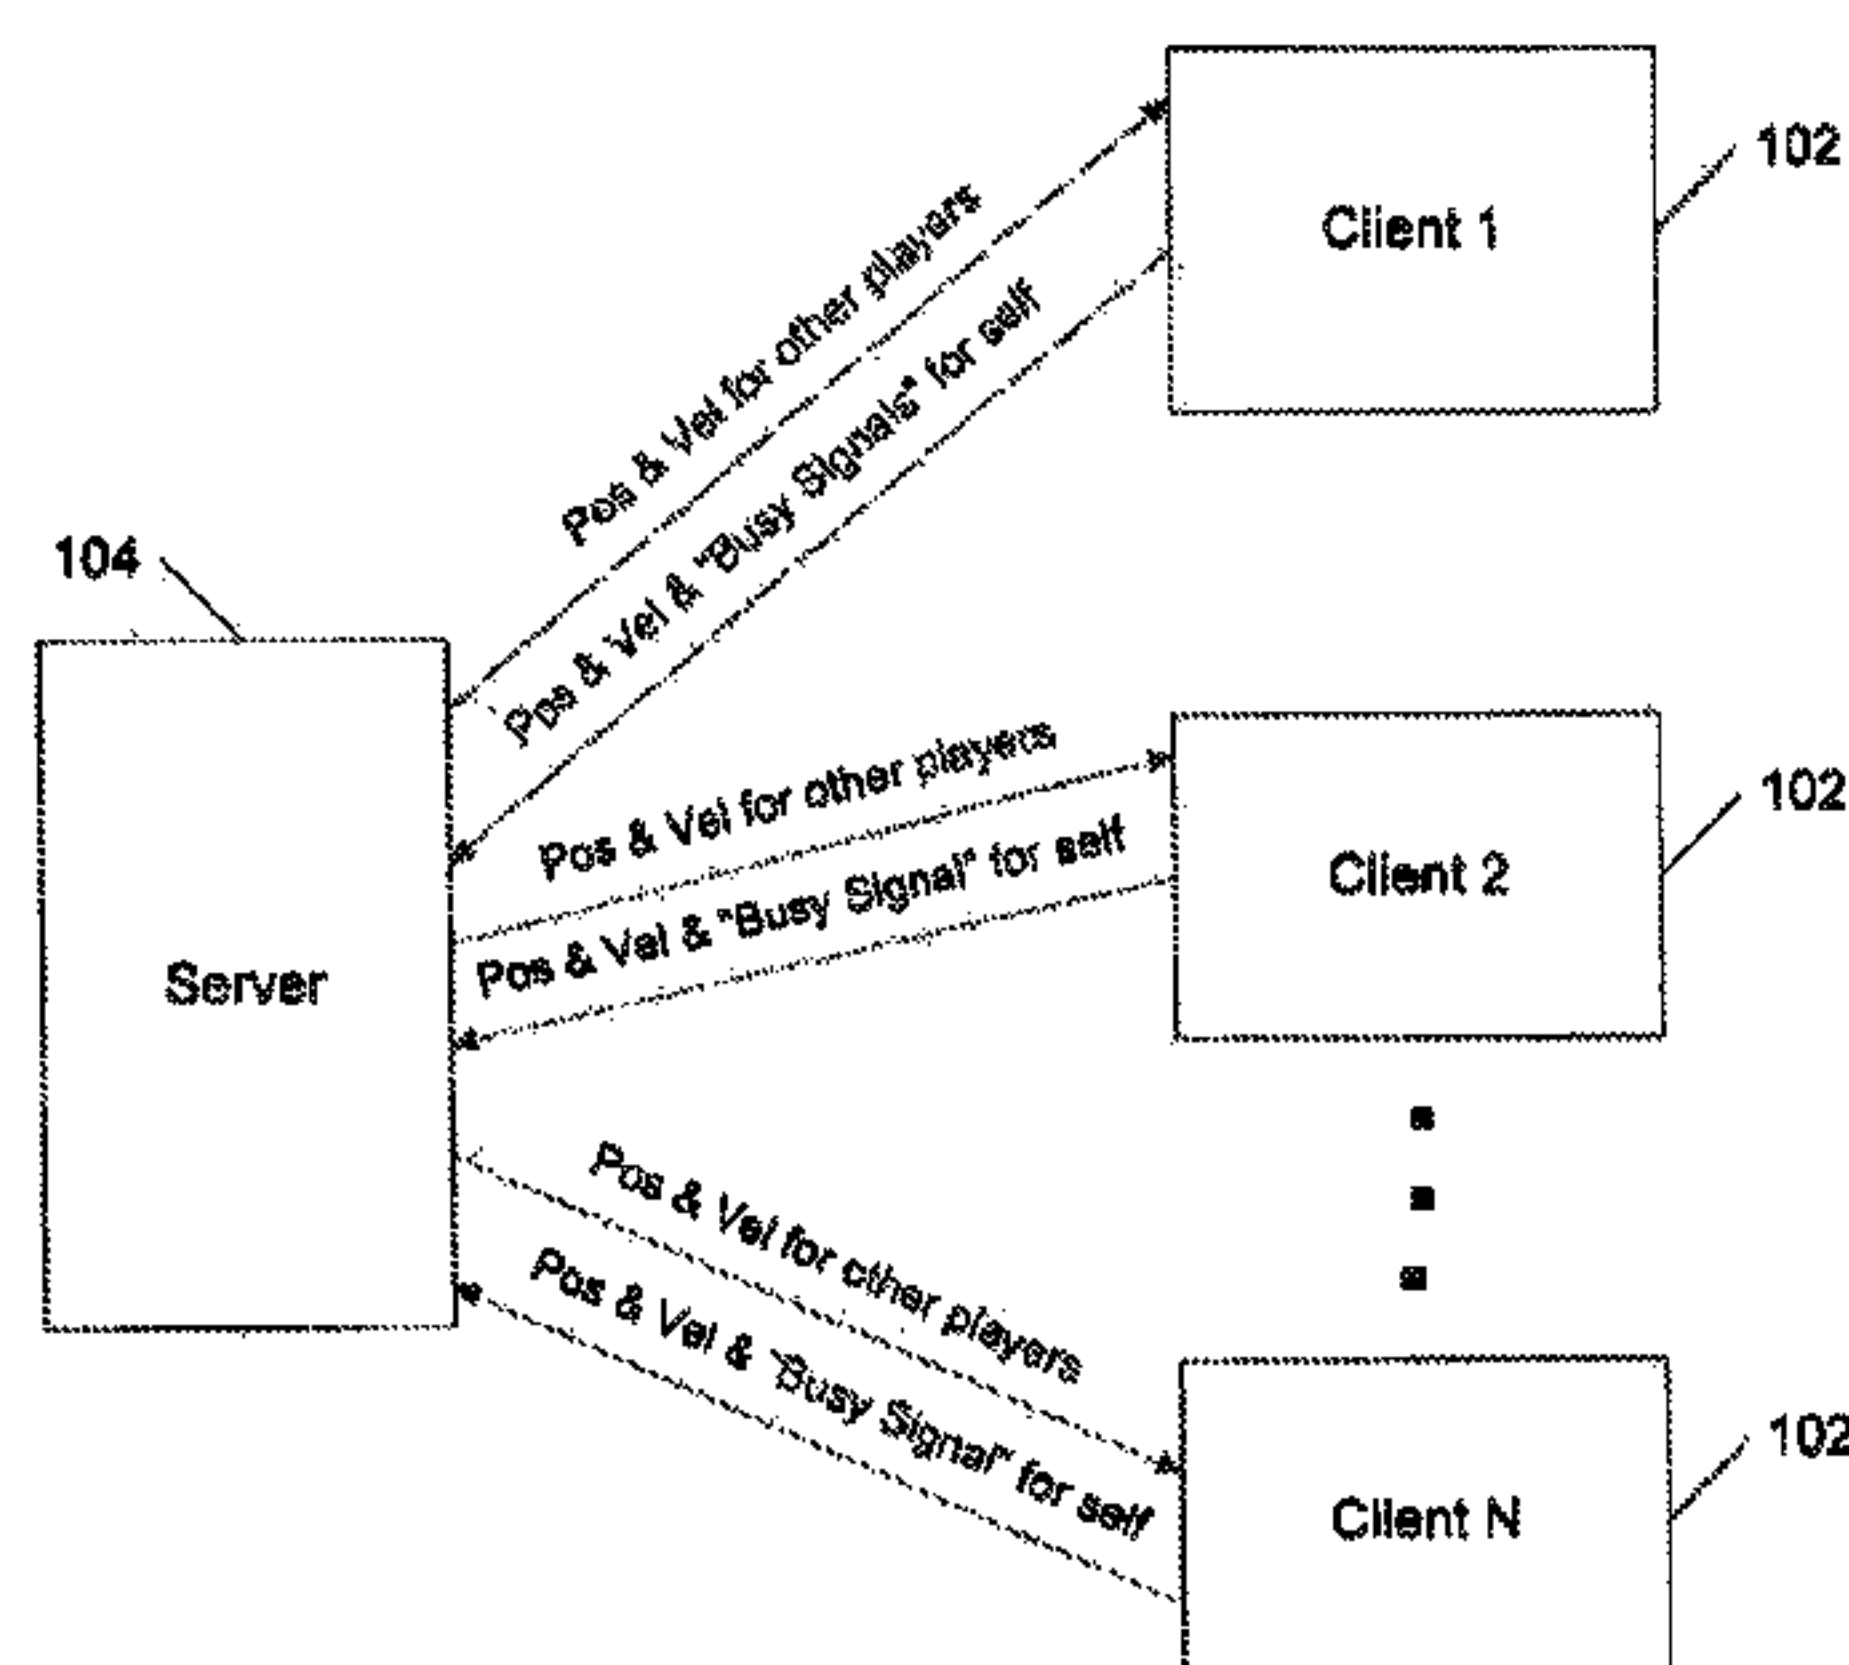 102
Client 1
Pos & Vel for other players
Pos & Vel & "Busy Signals" for self
104
Server
Pos & Vel for other players
Pos & Vel & "Busy Signal" for self
102
Client 2
Pos & Vel for other players
Pos & Vel & "Busy Signal" for self
102
Client N